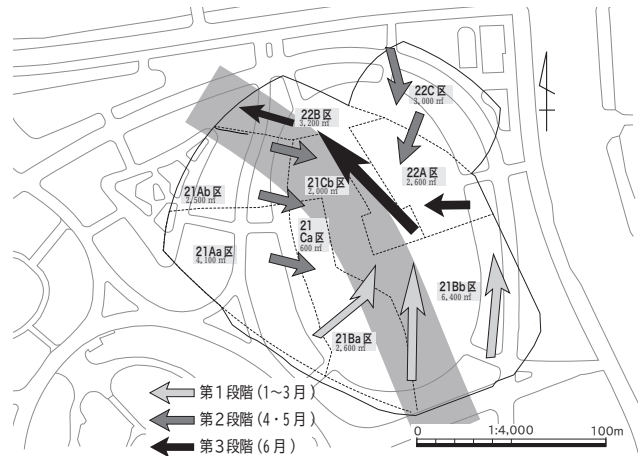 22C区
3,000㎡
22B区
3,200㎡
22A区
2,600㎡
21Cb区
2,000㎡
21Ab区
2,500㎡
21
Ca区
600㎡
21Aa区
4,100㎡
21Bb区
6,400㎡
21Ba区
2,600㎡
第1段階(1~3月)
第2段階(4・5月)
第3段階(6月)
0 1:4,000 100m